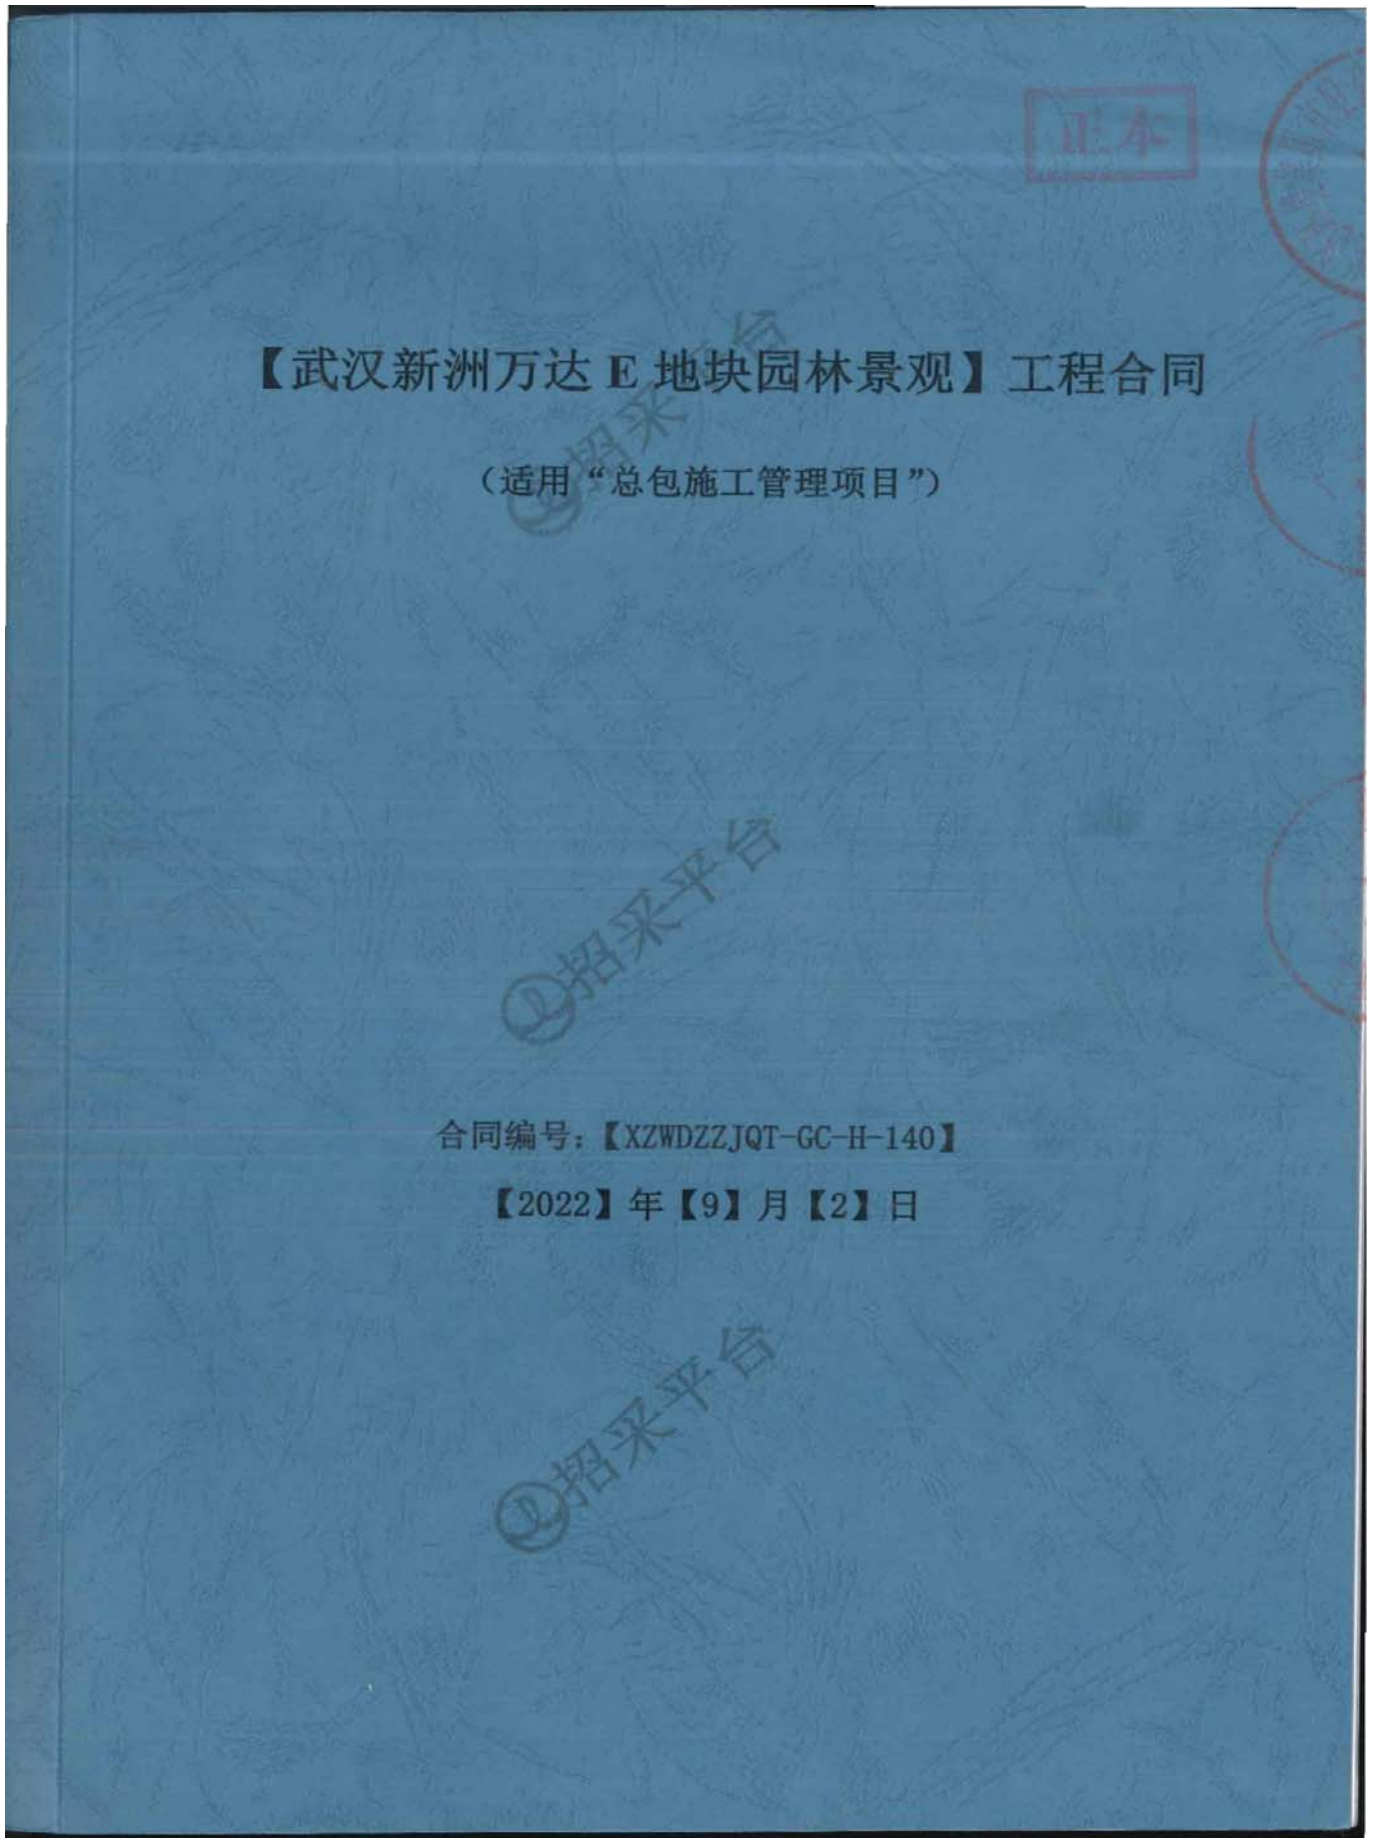 正本
【武汉新洲万达 E 地块园林景观】工程合同
（适用“总包施工管理项目”）
招采平台
招采平台
合同编号：【XZWDZZJQT-GC-H-140】
【2022】年【9】月【2】日
招采平台